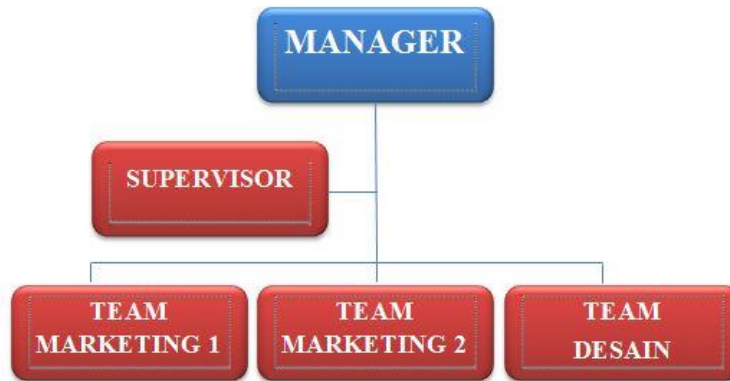 MANAGER
SUPERVISOR
TEAM
MARKETING 1
TEAM
MARKETING 2
TEAM
DESAIN